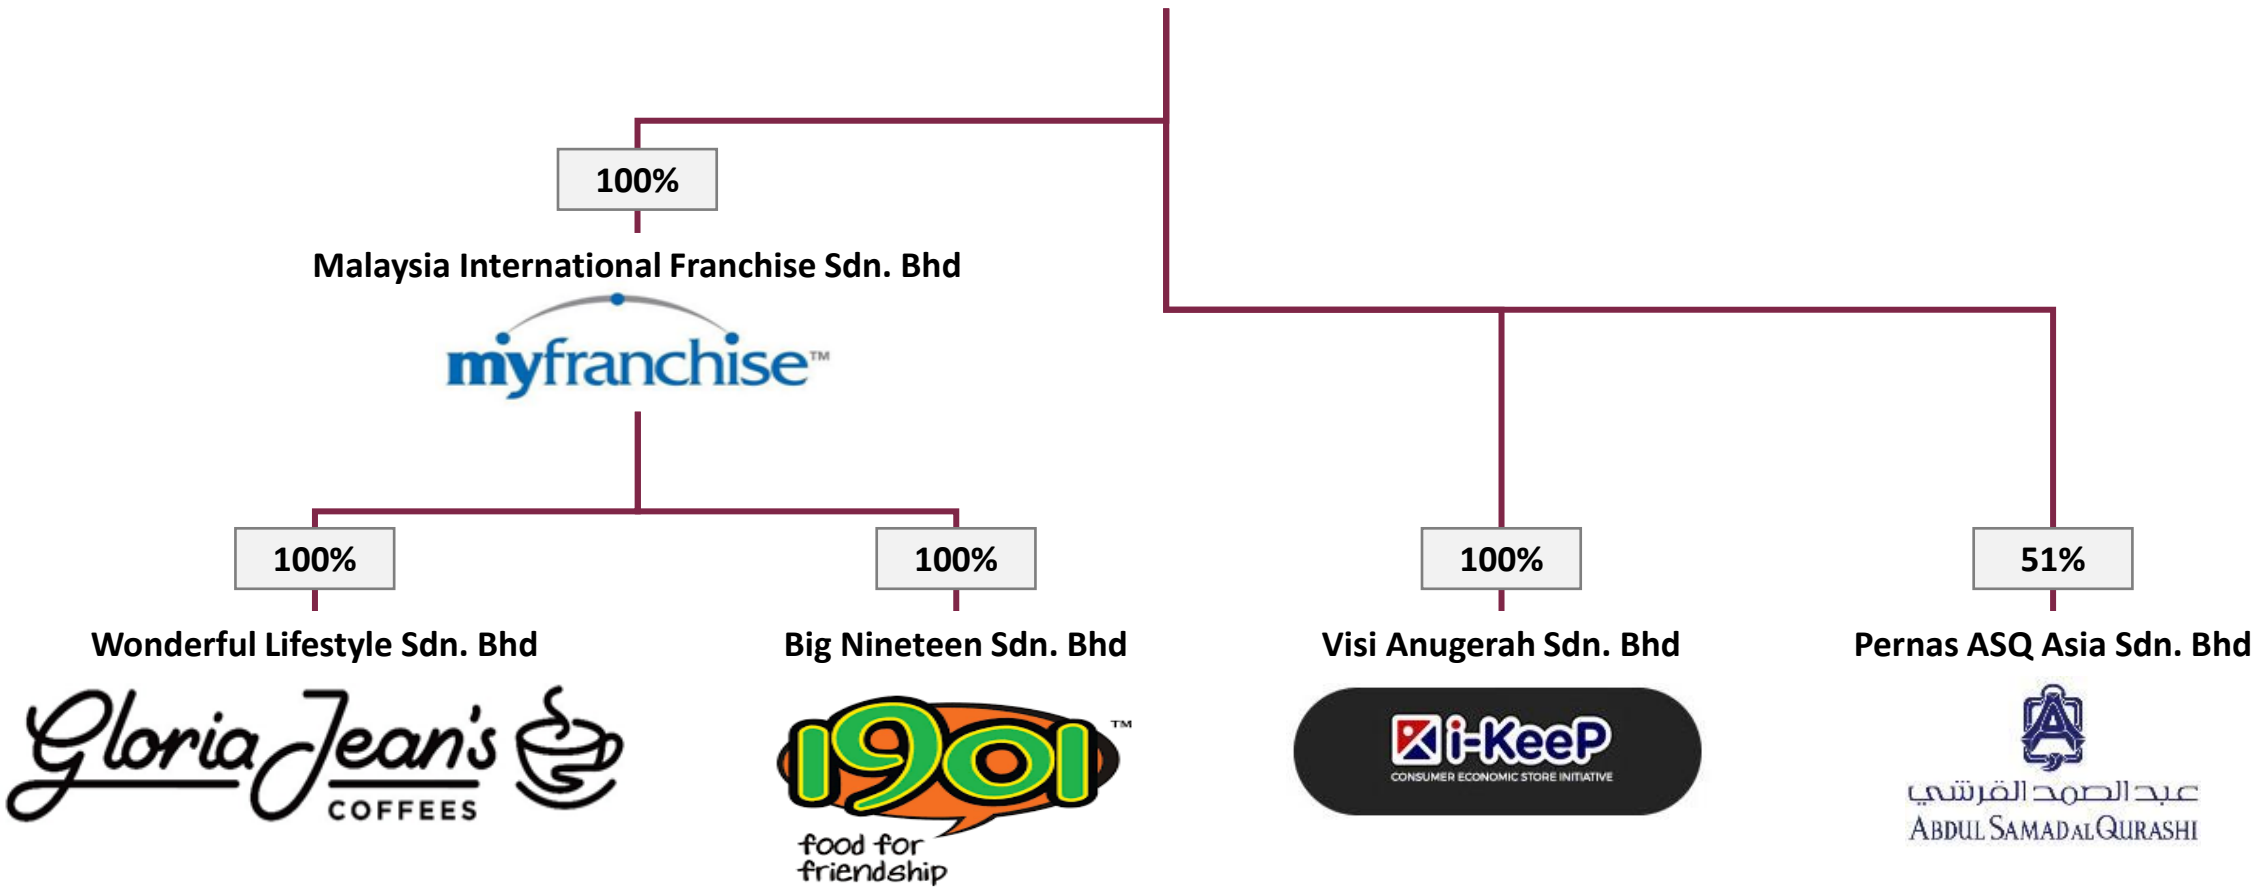 100%
Malaysia International Franchise Sdn. Bhd
myfranchise™
100%
100%
100%
51%
Wonderful Lifestyle Sdn. Bhd
Big Nineteen Sdn. Bhd
Visi Anugerah Sdn. Bhd
Pernas ASQ Asia Sdn. Bhd
Gloria Jean's
COFFEES
1901™
food for
friendship
i-KeeP
CONSUMER ECONOMIC STORE INITIATIVE
عبد الصمد القرشي
ABDUL SAMAD AL QURASHI